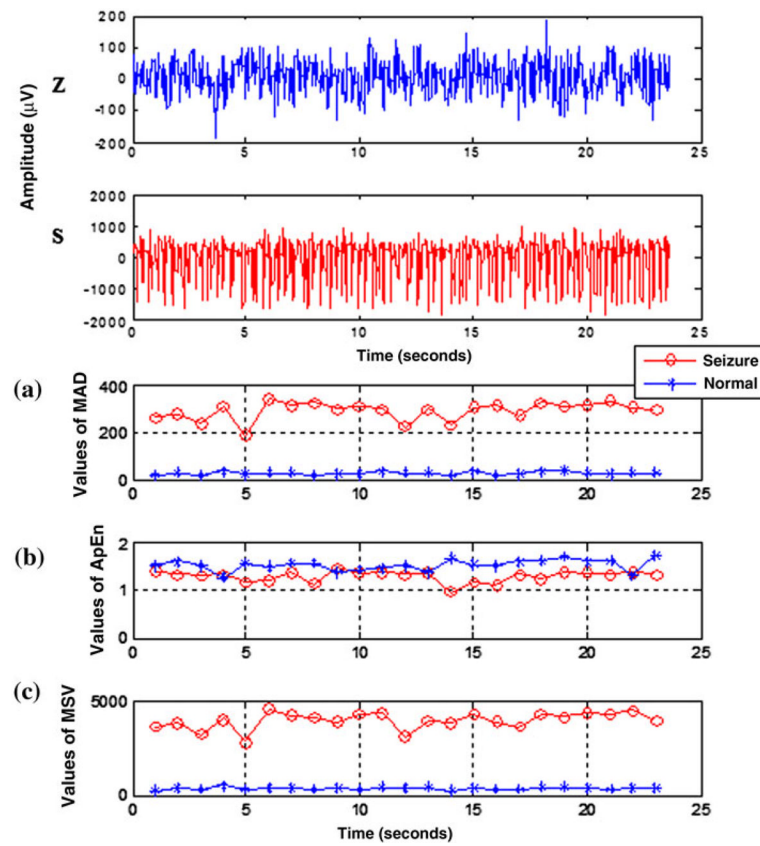 Amplitude (μV)
Z
200
100
0
-100
-200
0 5 10 15 20 25
S
2000
1000
0
-1000
-2000
0 5 10 15 20 25
Time (seconds)
Seizure
Normal
(a)
Values of MAD
400
200
0
0 5 10 15 20 25
(b)
Values of ApEn
2
1
0
0 5 10 15 20 25
(c)
Values of MSV
5000
0
0 5 10 15 20 25
Time (seconds)